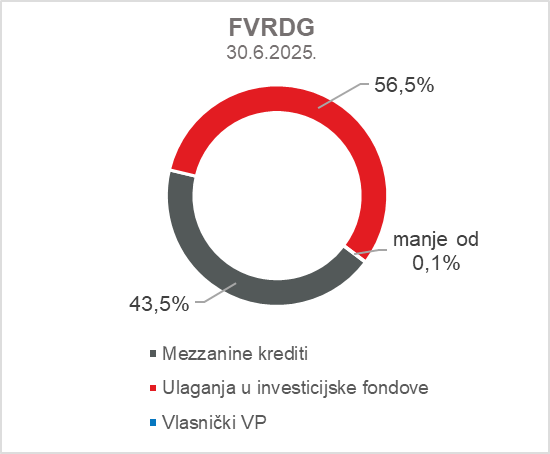 FVRDG
30.6.2025.
56,5%
manje od
0,1%
43,5%
Mezzanine krediti
Ulaganja u investicijske fondove
Vlasnički VP